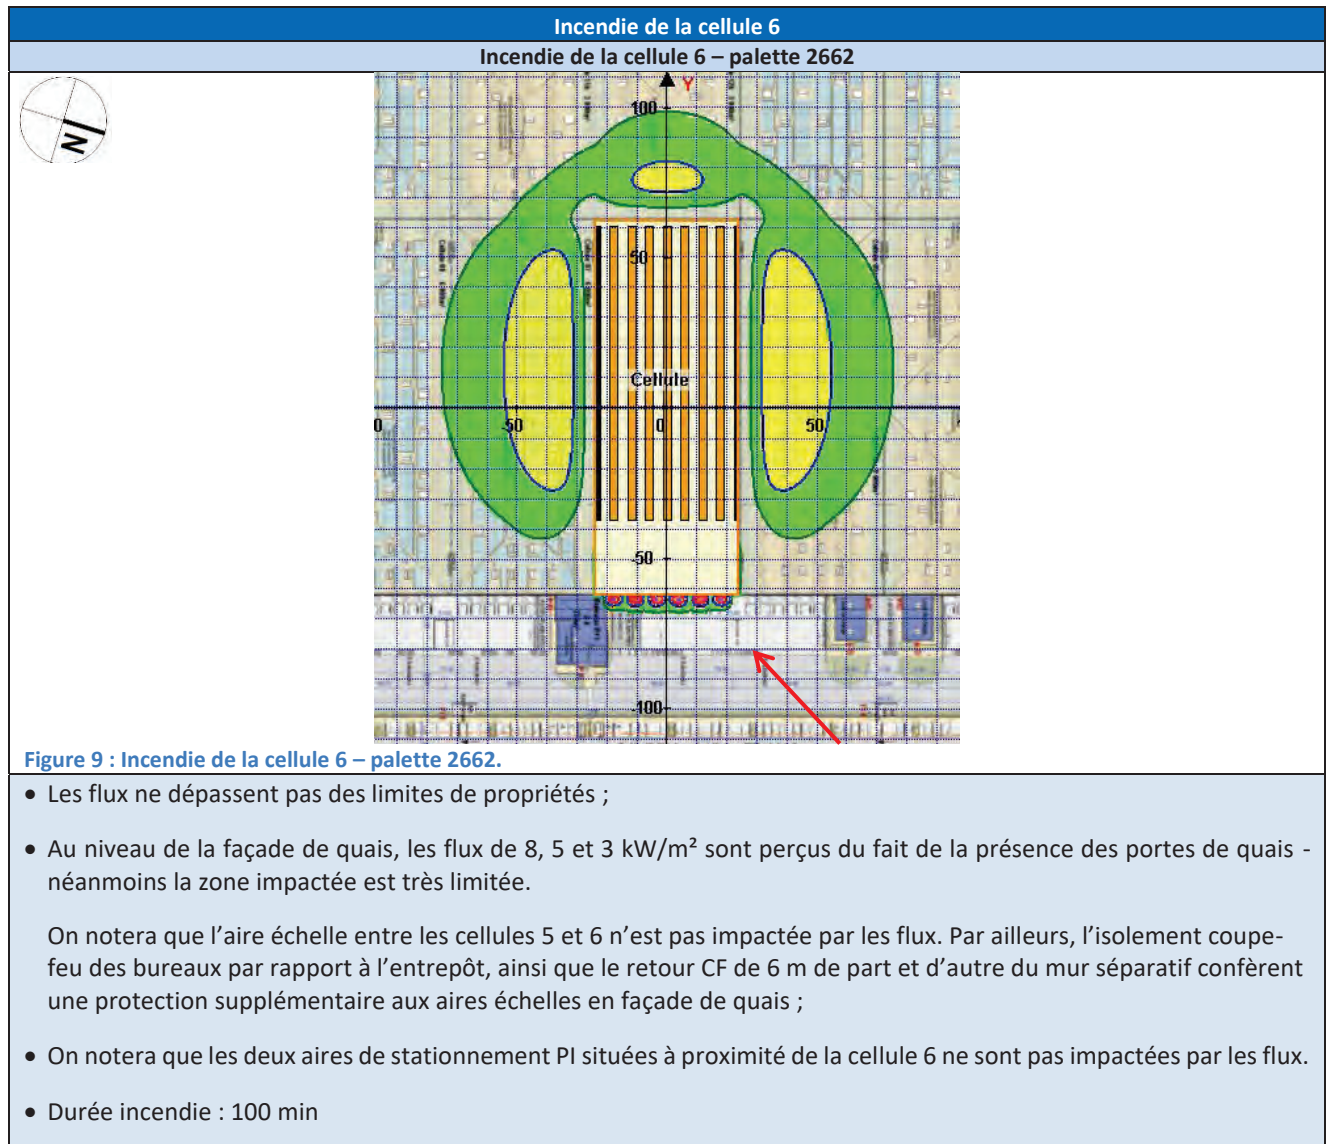 Incendie de la cellule 6
Incendie de la cellule 6 – palette 2662
N
Y
100
50
Cellule
0
-50
0
50
-50
-100
Figure 9 : Incendie de la cellule 6 – palette 2662.
• Les flux ne dépassent pas des limites de propriétés ;
• Au niveau de la façade de quais, les flux de 8, 5 et 3 kW/m² sont perçus du fait de la présence des portes de quais -
néanmoins la zone impactée est très limitée.
On notera que l’aire échelle entre les cellules 5 et 6 n’est pas impactée par les flux. Par ailleurs, l’isolement coupe-
feu des bureaux par rapport à l’entrepôt, ainsi que le retour CF de 6 m de part et d’autre du mur séparatif confèrent
une protection supplémentaire aux aires échelles en façade de quais ;
• On notera que les deux aires de stationnement PI situées à proximité de la cellule 6 ne sont pas impactées par les flux.
• Durée incendie : 100 min